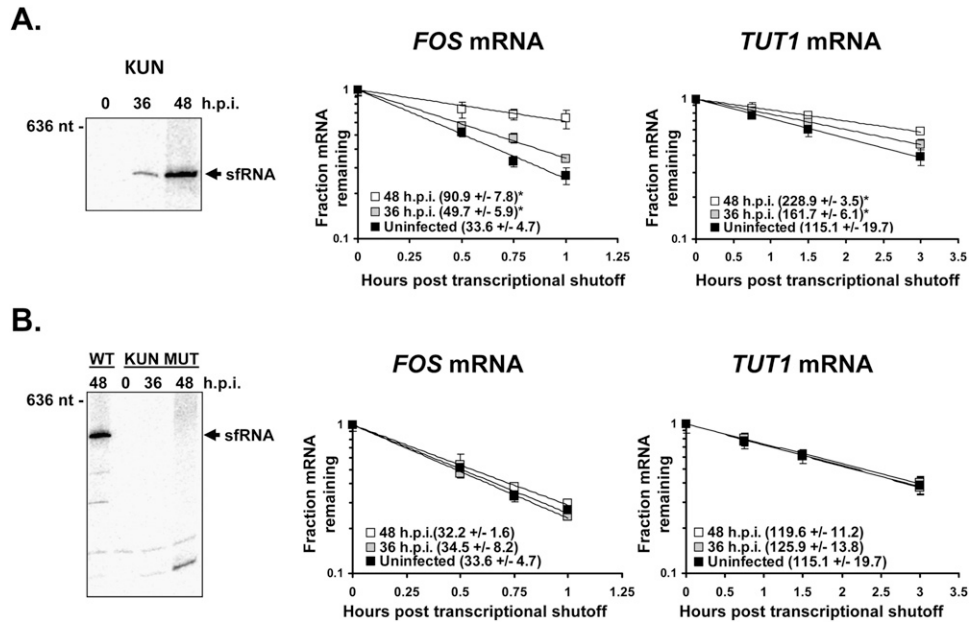 A.
KUN
0 36 48 h.p.i.
636 nt -
sfRNA
FOS mRNA
Fraction mRNA
remaining
1
0.1
48 h.p.i. (90.9 +/- 7.8)*
36 h.p.i. (49.7 +/- 5.9)*
Uninfected (33.6 +/- 4.7)
0 0.25 0.5 0.75 1 1.25
Hours post transcriptional shutoff
TUT1 mRNA
Fraction mRNA
remaining
1
0.1
48 h.p.i. (228.9 +/- 3.5)*
36 h.p.i. (161.7 +/- 6.1)*
Uninfected (115.1 +/- 19.7)
0 0.5 1 1.5 2 2.5 3 3.5
Hours post transcriptional shutoff
B.
WT KUN MUT
48 0 36 48 h.p.i.
636 nt -
sfRNA
FOS mRNA
Fraction mRNA
remaining
1
0.1
48 h.p.i.(32.2 +/- 1.6)
36 h.p.i. (34.5 +/- 8.2)
Uninfected (33.6 +/- 4.7)
0 0.25 0.5 0.75 1 1.25
Hours post transcriptional shutoff
TUT1 mRNA
Fraction mRNA
remaining
1
0.1
48 h.p.i. (119.6 +/- 11.2)
36 h.p.i. (125.9 +/- 13.8)
Uninfected (115.1 +/- 19.7)
0 0.5 1 1.5 2 2.5 3 3.5
Hours post transcriptional shutoff